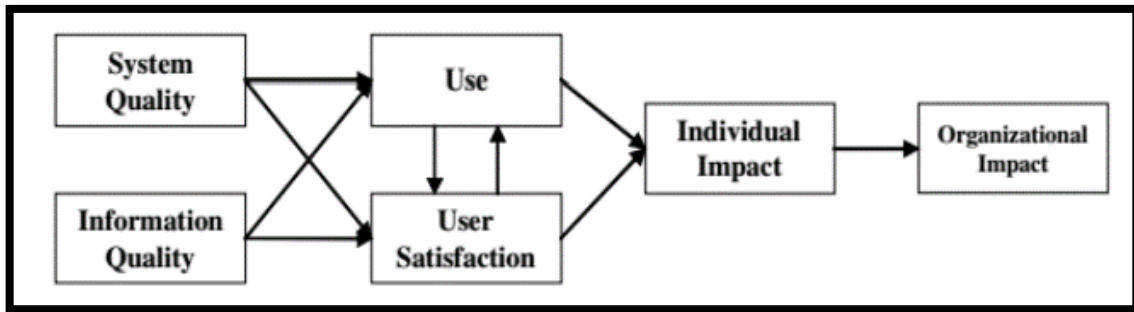 System
Quality
Use
Individual
Impact
Organizational
Impact
Information
Quality
User
Satisfaction